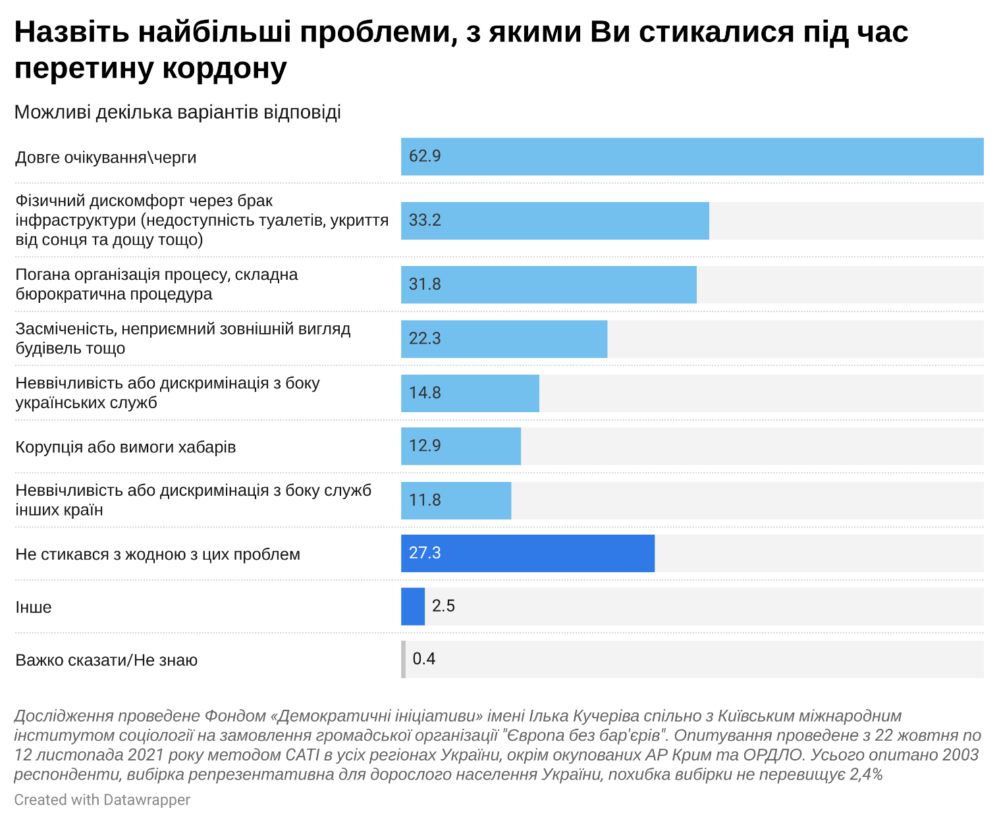 Назвіть найбільші проблеми, з якими Ви стикалися під час
перетину кордону
Можливі декілька варіантів відповіді
Довге очікування\черги
62.9
Фізичний дискомфорт через брак
інфраструктури (недоступність туалетів, укриття
від сонця та дощу тощо)
33.2
Погана організація процесу, складна
бюрократична процедура
31.8
Засміченість, неприємний зовнішній вигляд
будівель тощо
22.3
Неввічливість або дискримінація з боку
українських служб
14.8
Корупція або вимоги хабарів
12.9
Неввічливість або дискримінація з боку служб
інших країн
11.8
Не стикався з жодною з цих проблем
27.3
Інше
2.5
Важко сказати/Не знаю
0.4
Дослідження проведене Фондом «Демократичні ініціативи» імені Ілька Кучеріва спільно з Київським міжнародним
інститутом соціології на замовлення громадської організації "Європа без бар'єрів". Опитування проведене з 22 жовтня по
12 листопада 2021 року методом CATI в усіх регіонах України, окрім окупованих АР Крим та ОРДЛО. Усього опитано 2003
респонденти, вибірка репрезентативна для дорослого населення України, похибка вибірки не перевищує 2,4%
Created with Datawrapper